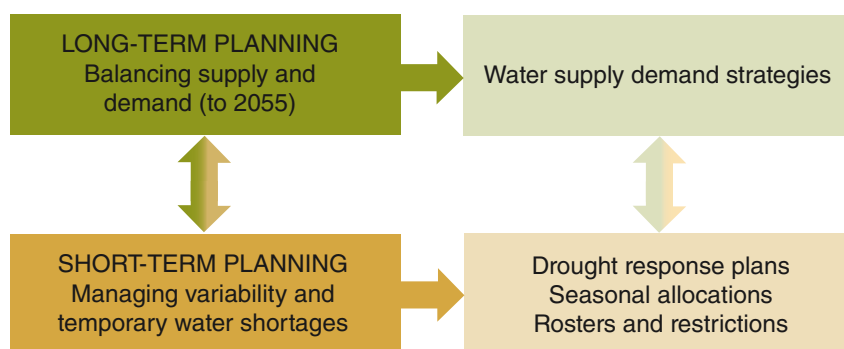 LONG-TERM PLANNING
Balancing supply and
demand (to 2055)
Water supply demand strategies
SHORT-TERM PLANNING
Managing variability and
temporary water shortages
Drought response plans
Seasonal allocations
Rosters and restrictions